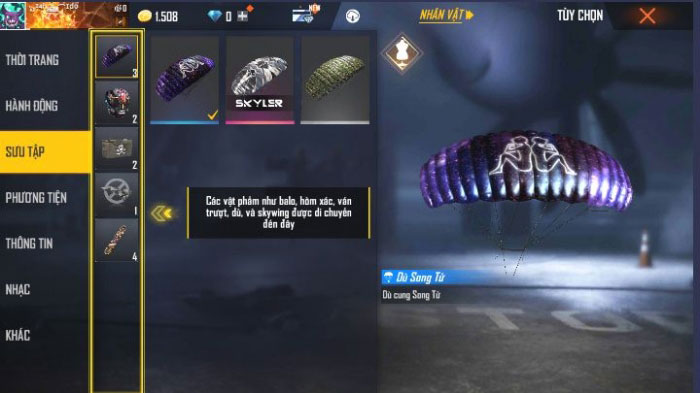 1.508
0
NEW
NHÂN VẬT
TÙY CHỌN
THỜI TRANG
HÀNH ĐỘNG
SƯU TẬP
PHƯƠNG TIỆN
THÔNG TIN
NHẠC
KHÁC
3
2
2
1
4
SKYLER
Các vật phẩm như balo, hòm xác, ván
trượt, dù, và skywing được di chuyển
đến đây
Dù Song Tử
Dù cung Song Tử